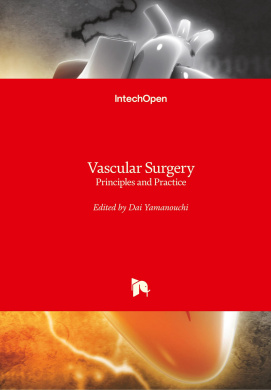 IntechOpen
Vascular Surgery
Principles and Practice
Edited by Dai Yamanouchi